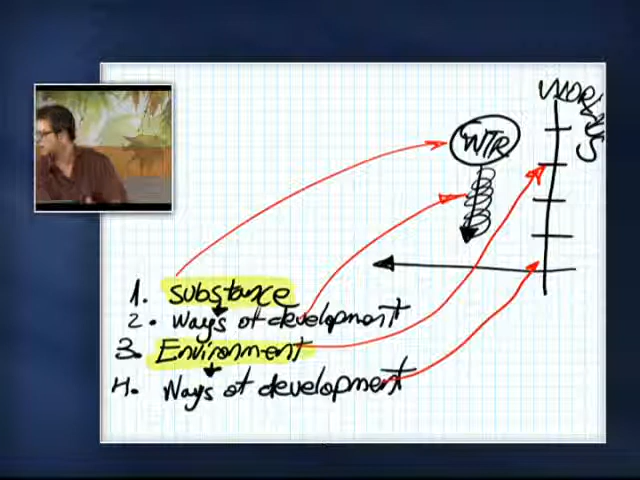 WORLDS
WTR
1. substance
2. Ways of development
3. Environment
4. Ways of development